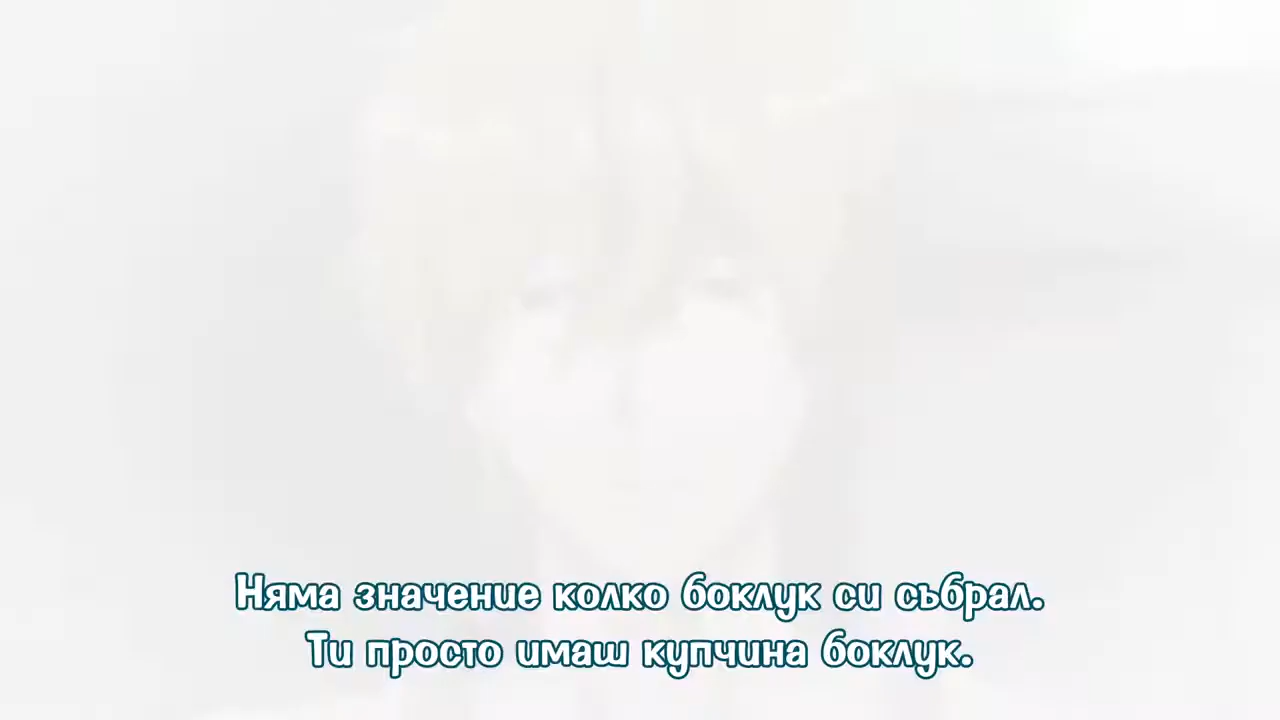 Няма значение колко боклук си събрал.
Ти просто имаш купчина боклук.